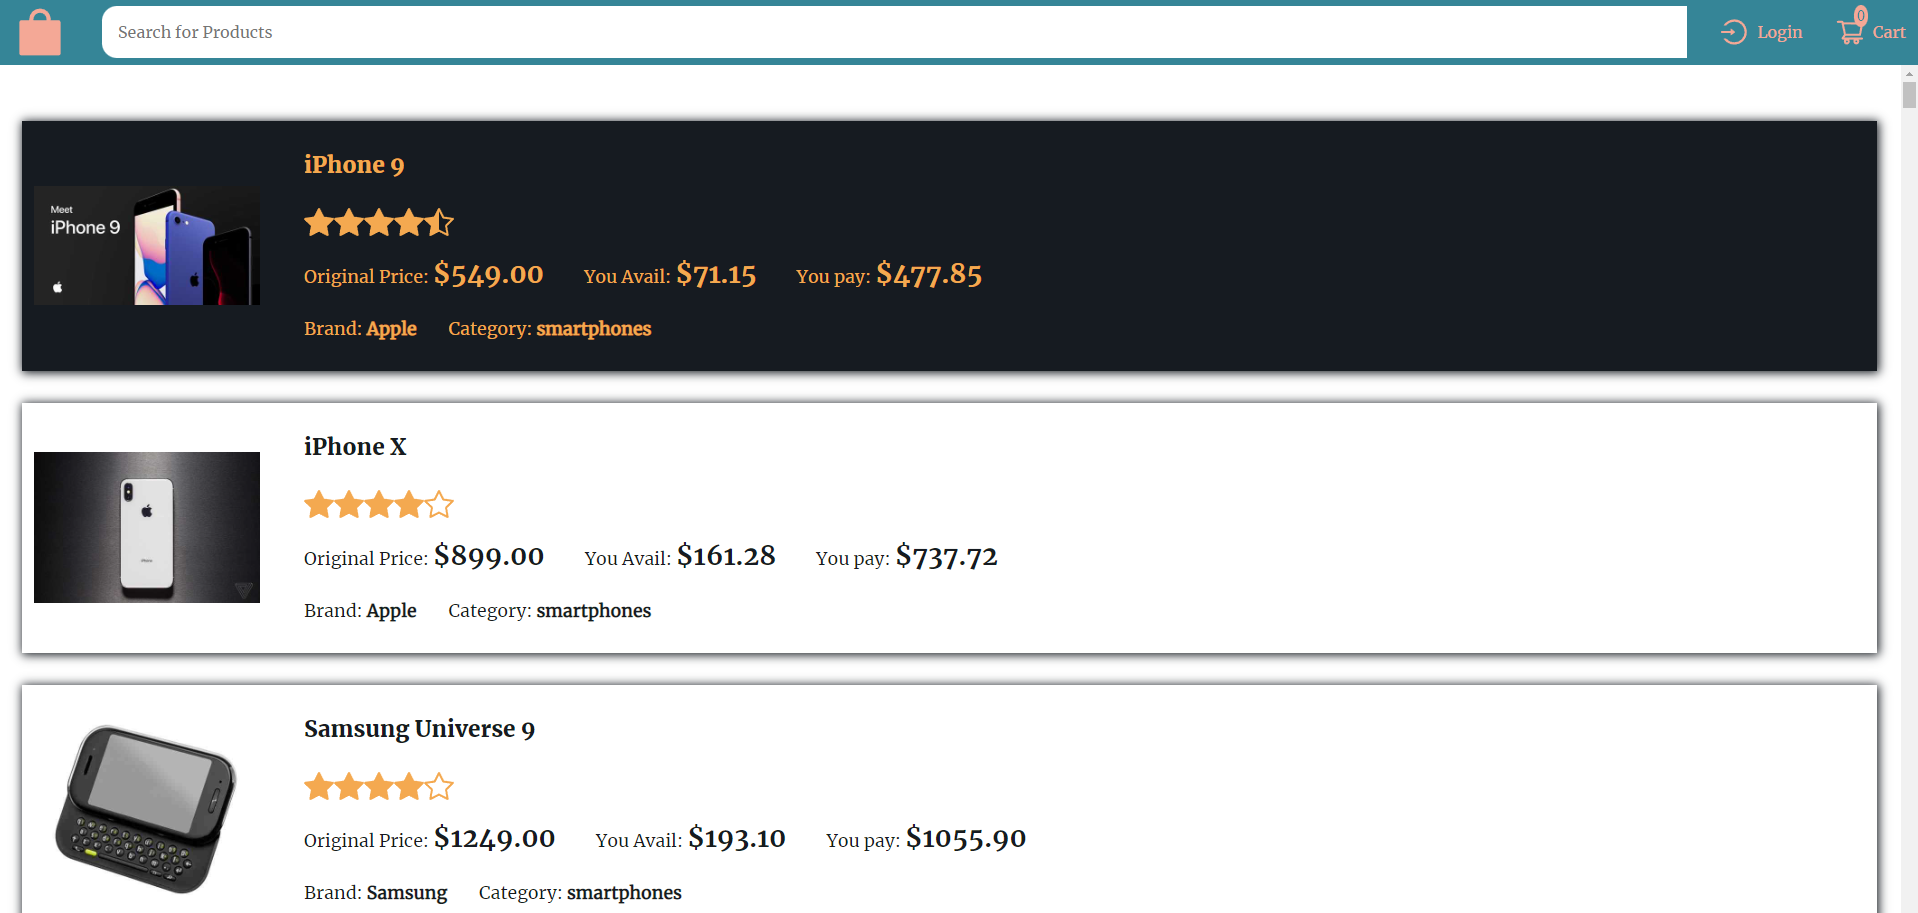 Search for Products
Login
0
Cart
iPhone 9
Meet
iPhone 9
Original Price: $549.00 You Avail: $71.15 You pay: $477.85
Brand: Apple Category: smartphones
iPhone X
Original Price: $899.00 You Avail: $161.28 You pay: $737.72
Brand: Apple Category: smartphones
Samsung Universe 9
Original Price: $1249.00 You Avail: $193.10 You pay: $1055.90
Brand: Samsung Category: smartphones